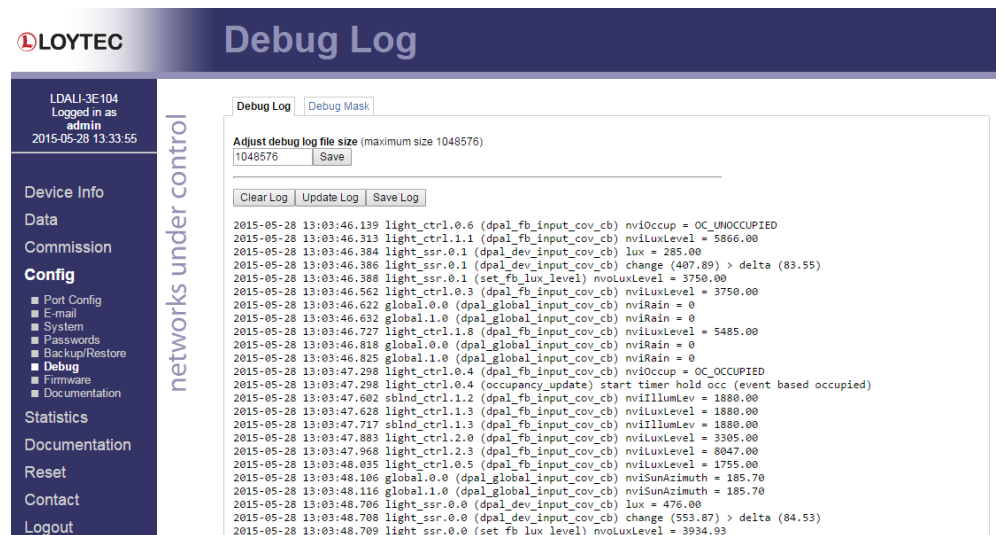 LOYTEC
Debug Log
LDALI-3E104
Logged in as
admin
2015-05-28 13:33:55
networks under control
Device Info
Data
Commission
Config
Port Config
E-mail
System
Passwords
Backup/Restore
Debug
Firmware
Documentation
Statistics
Documentation
Reset
Contact
Logout
Debug Log Debug Mask
Adjust debug log file size (maximum size 1048576)
1048576 Save
Clear Log Update Log Save Log
2015-05-28 13:03:46.139 light_ctrl.0.6 (dpal_fb_input_cov_cb) nviOccup = OC_UNOCCUPIED
2015-05-28 13:03:46.313 light_ctrl.1.1 (dpal_fb_input_cov_cb) nviLuxLevel = 5866.00
2015-05-28 13:03:46.384 light_ssr.0.1 (dpal_dev_input_cov_cb) lux = 285.00
2015-05-28 13:03:46.386 light_ssr.0.1 (dpal_dev_input_cov_cb) change (407.89) > delta (83.55)
2015-05-28 13:03:46.388 light_ssr.0.1 (set_fb_lux_level) nvoLuxLevel = 3750.00
2015-05-28 13:03:46.562 light_ctrl.0.3 (dpal_fb_input_cov_cb) nviLuxLevel = 3750.00
2015-05-28 13:03:46.622 global.0.0 (dpal_global_input_cov_cb) nviRain = 0
2015-05-28 13:03:46.632 global.1.0 (dpal_global_input_cov_cb) nviRain = 0
2015-05-28 13:03:46.727 light_ctrl.1.8 (dpal_fb_input_cov_cb) nviLuxLevel = 5485.00
2015-05-28 13:03:46.818 global.0.0 (dpal_global_input_cov_cb) nviRain = 0
2015-05-28 13:03:46.825 global.1.0 (dpal_global_input_cov_cb) nviRain = 0
2015-05-28 13:03:47.298 light_ctrl.0.4 (dpal_fb_input_cov_cb) nviOccup = OC_OCCUPIED
2015-05-28 13:03:47.298 light_ctrl.0.4 (occupancy_update) start timer hold occ (event based occupied)
2015-05-28 13:03:47.602 sblnd_ctrl.1.2 (dpal_fb_input_cov_cb) nviIllumLev = 1880.00
2015-05-28 13:03:47.628 light_ctrl.1.3 (dpal_fb_input_cov_cb) nviLuxLevel = 1880.00
2015-05-28 13:03:47.717 sblnd_ctrl.1.3 (dpal_fb_input_cov_cb) nviIllumLev = 1880.00
2015-05-28 13:03:47.883 light_ctrl.2.0 (dpal_fb_input_cov_cb) nviLuxLevel = 3305.00
2015-05-28 13:03:47.968 light_ctrl.2.3 (dpal_fb_input_cov_cb) nviLuxLevel = 8047.00
2015-05-28 13:03:48.035 light_ctrl.0.5 (dpal_fb_input_cov_cb) nviLuxLevel = 1755.00
2015-05-28 13:03:48.106 global.0.0 (dpal_global_input_cov_cb) nviSunAzimuth = 185.70
2015-05-28 13:03:48.116 global.1.0 (dpal_global_input_cov_cb) nviSunAzimuth = 185.70
2015-05-28 13:03:48.706 light_ssr.0.0 (dpal_dev_input_cov_cb) lux = 476.00
2015-05-28 13:03:48.708 light_ssr.0.0 (dpal_dev_input_cov_cb) change (553.87) > delta (84.53)
2015-05-28 13:03:48.709 light_ssr.0.0 (set_fb_lux_level) nvoLuxLevel = 3934.93